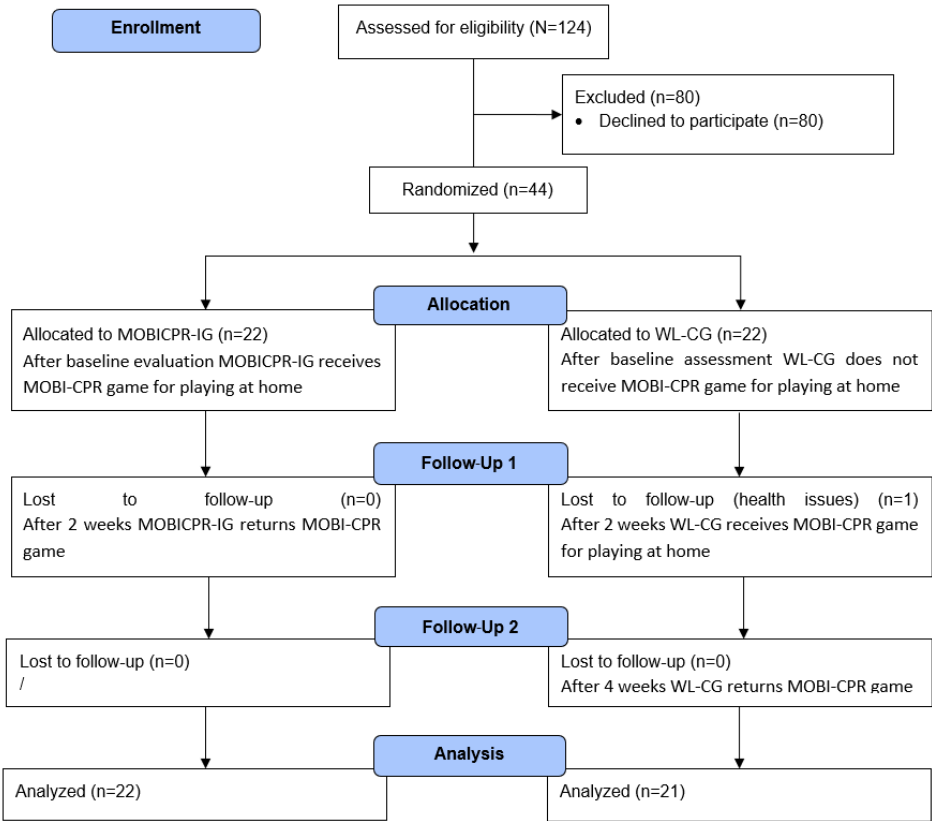 Enrollment
Assessed for eligibility (N=124)
Excluded (n=80)
• Declined to participate (n=80)
Randomized (n=44)
Allocation
Allocated to MOBICPR-IG (n=22)
After baseline evaluation MOBICPR-IG receives
MOBI-CPR game for playing at home
Allocated to WL-CG (n=22)
After baseline assessment WL-CG does not
receive MOBI-CPR game for playing at home
Follow-Up 1
Lost to follow-up (n=0)
After 2 weeks MOBICPR-IG returns MOBI-CPR
game
Lost to follow-up (health issues) (n=1)
After 2 weeks WL-CG receives MOBI-CPR game
for playing at home
Follow-Up 2
Lost to follow-up (n=0)
/
Lost to follow-up (n=0)
After 4 weeks WL-CG returns MOBI-CPR game
Analysis
Analyzed (n=22)
Analyzed (n=21)